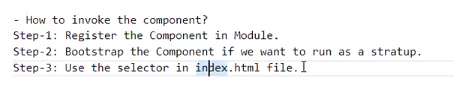 - How to invoke the component?
Step-1: Register the Component in Module.
Step-2: Bootstrap the Component if we want to run as a stratup.
Step-3: Use the selector in index.html file.